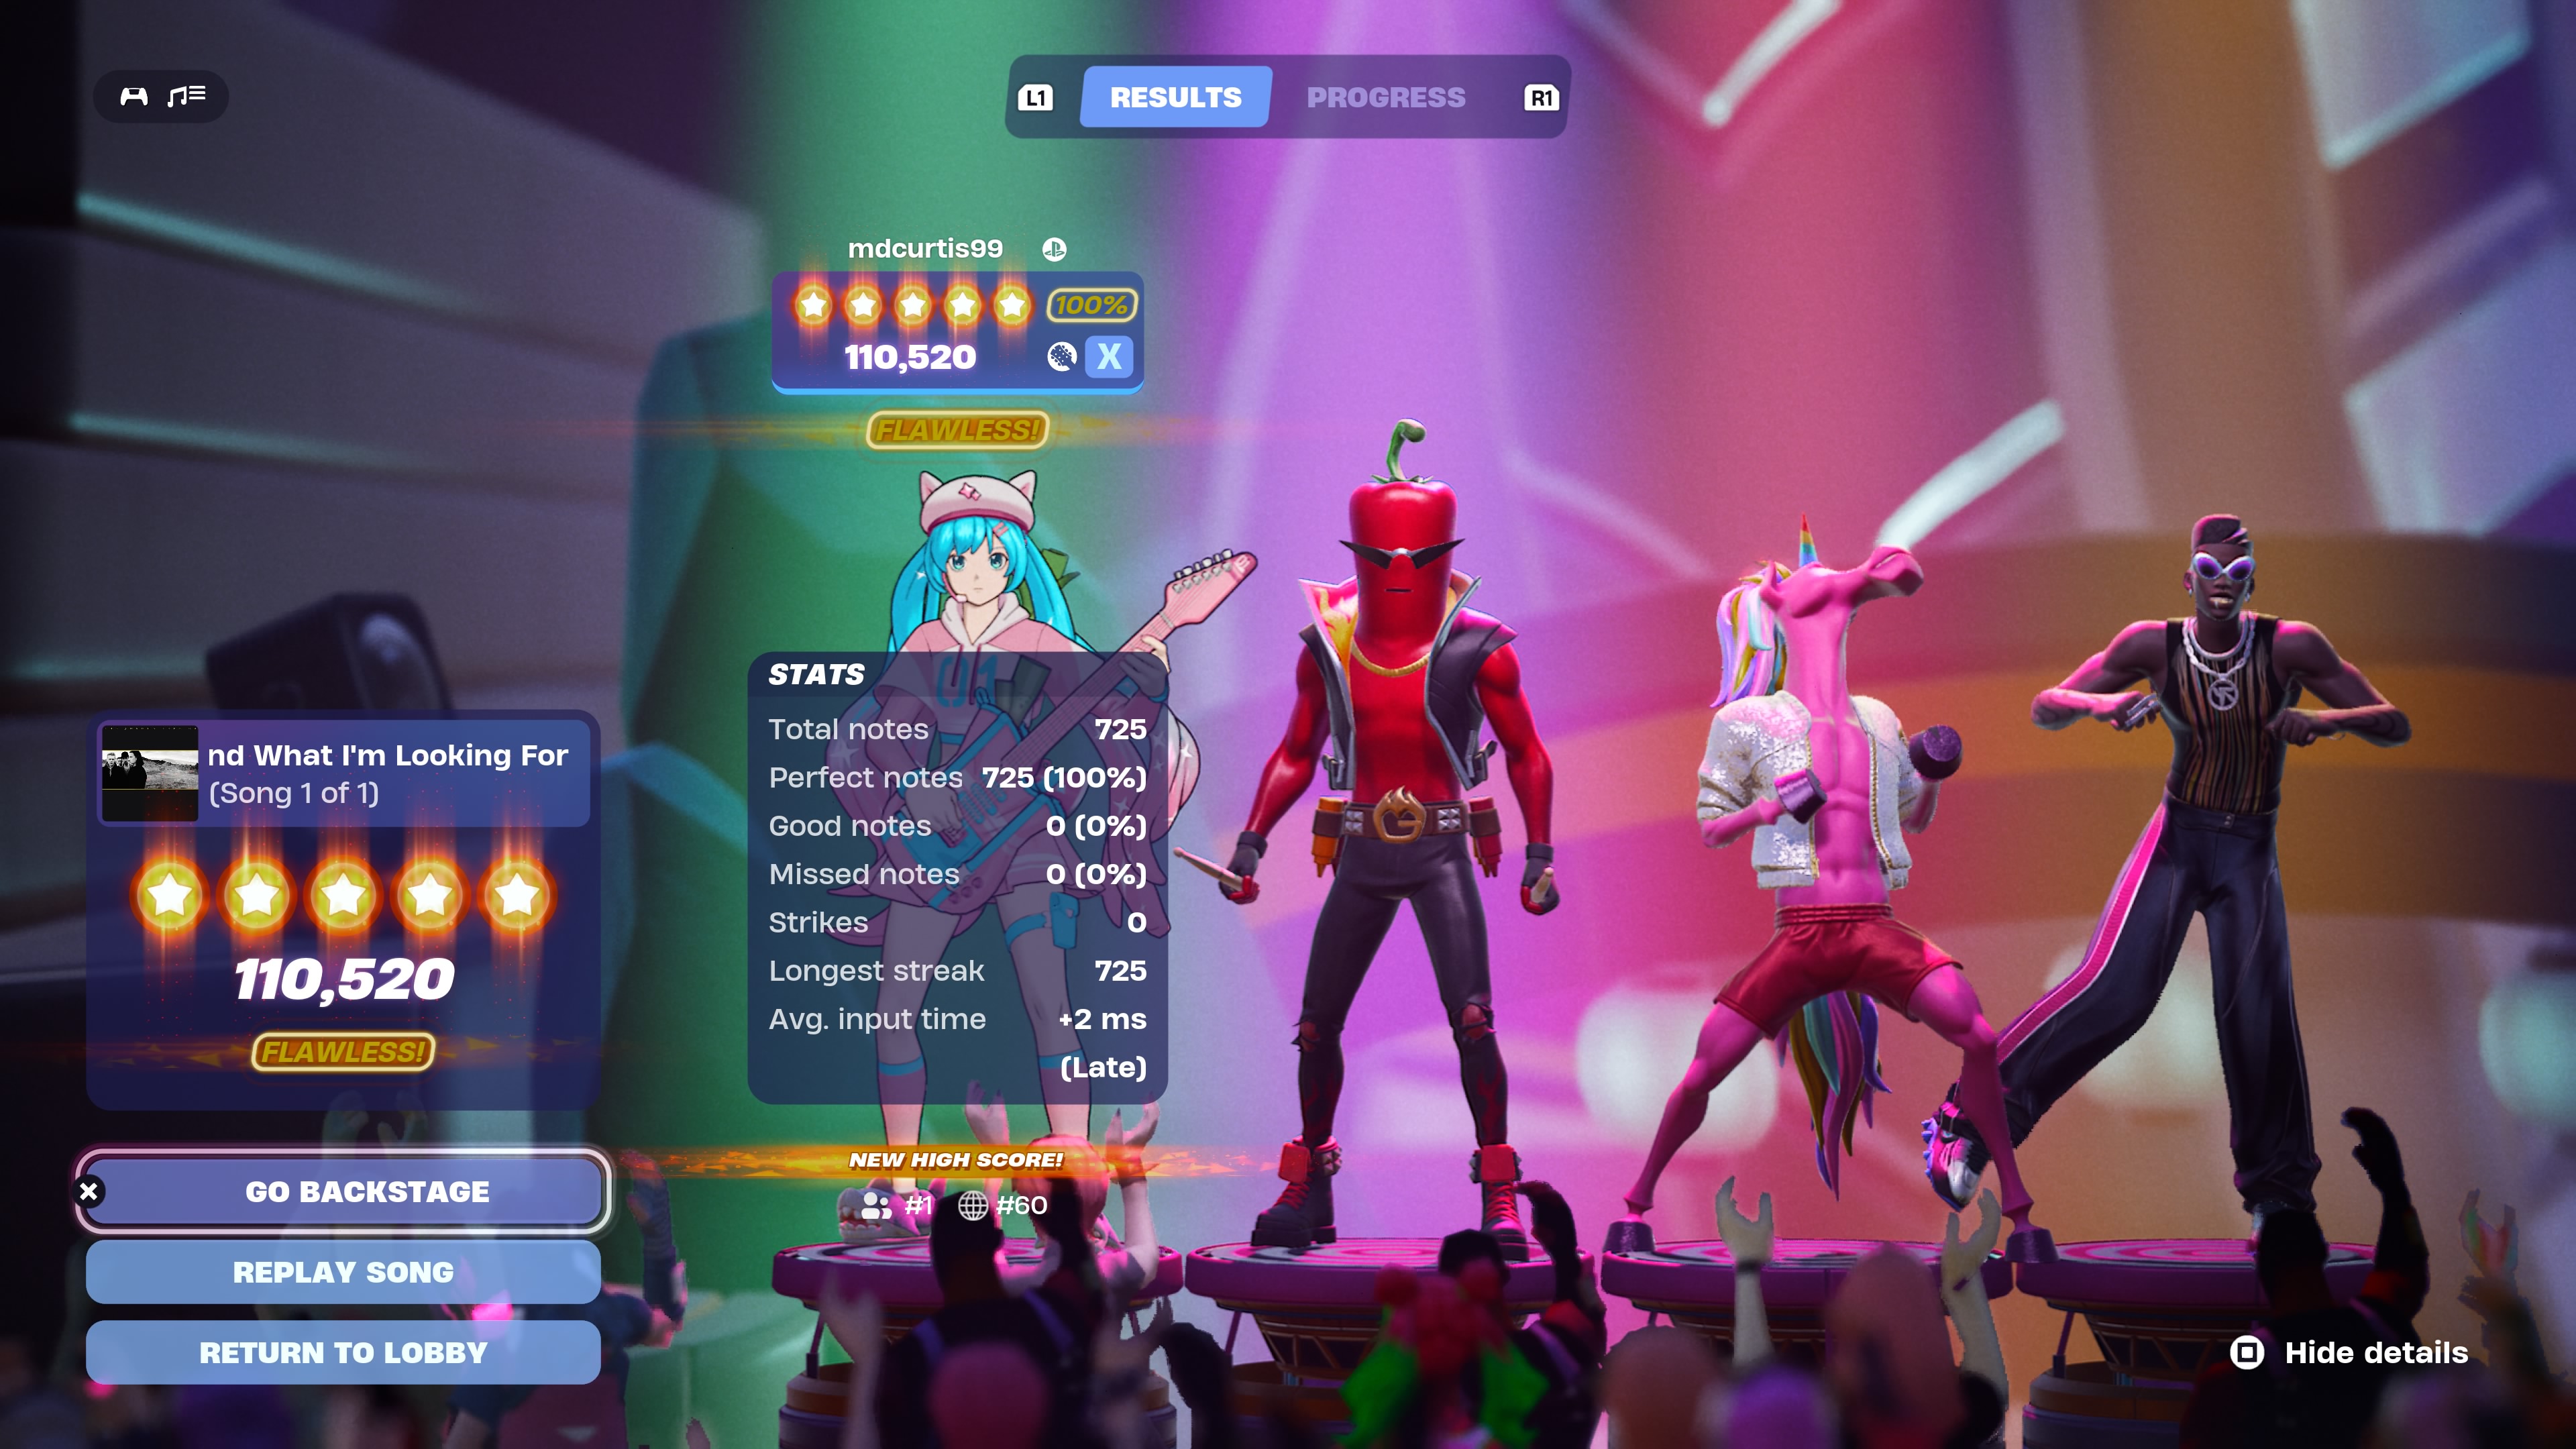 L1 RESULTS PROGRESS R1
mdcurtis99
100%
110,520 X
FLAWLESS!
01
STATS
Total notes 725
Perfect notes 725 (100%)
Good notes 0 (0%)
Missed notes 0 (0%)
Strikes 0
Longest streak 725
Avg. input time +2 ms
(Late)
NEW HIGH SCORE!
#1 #60
nd What I'm Looking For
(Song 1 of 1)
110,520
FLAWLESS!
GO BACKSTAGE
REPLAY SONG
RETURN TO LOBBY
Hide details